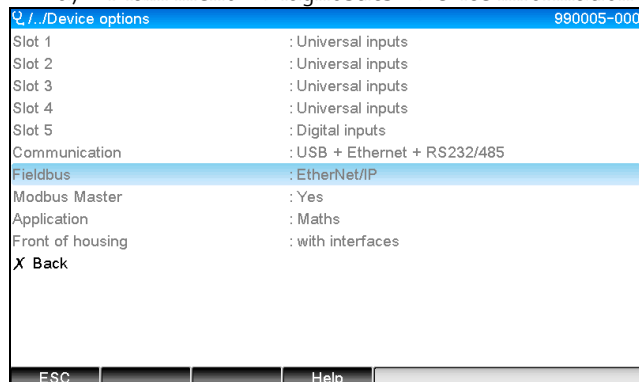 /../Device options 990005-000
Slot 1 : Universal inputs
Slot 2 : Universal inputs
Slot 3 : Universal inputs
Slot 4 : Universal inputs
Slot 5 : Digital inputs
Communication : USB + Ethernet + RS232/485
Fieldbus : EtherNet/IP
Modbus Master : Yes
Application : Maths
Front of housing : with interfaces
X Back
ESC Help